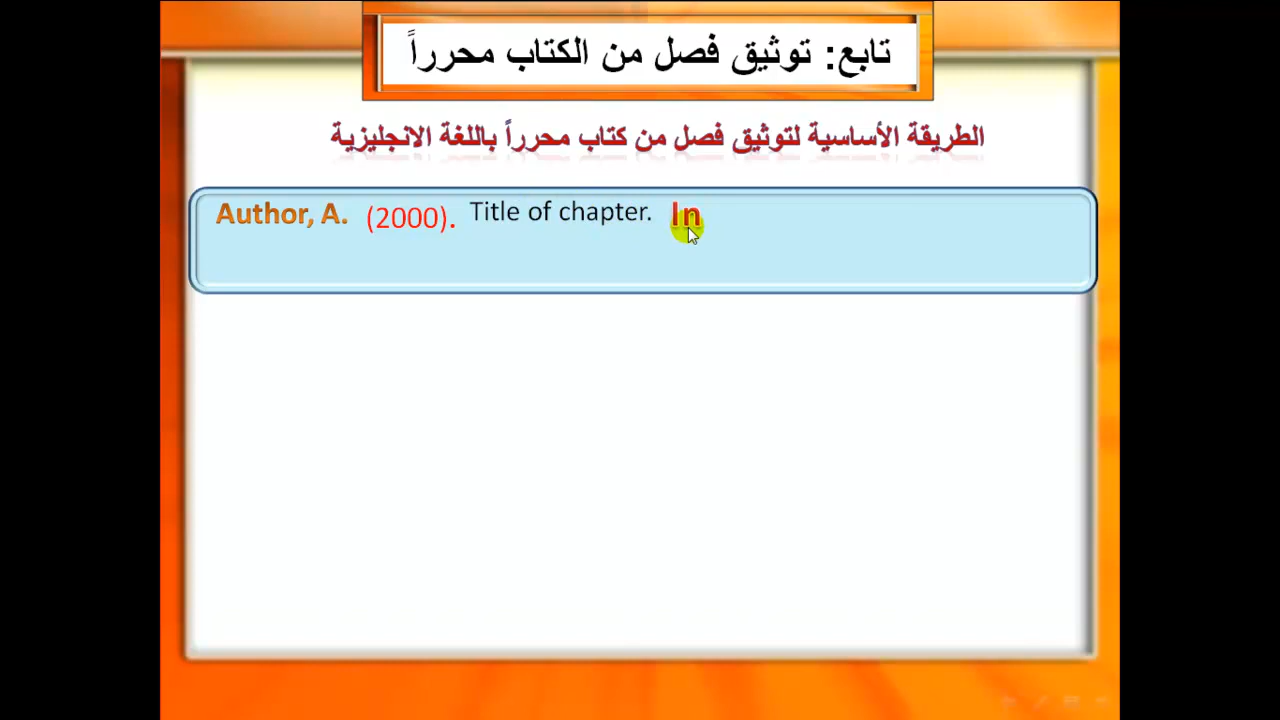 تابع: توثيق فصل من الكتاب محرراً
الطريقة الأساسية لتوثيق فصل من كتاب محرراً باللغة الانجليزية
Author, A. (2000). Title of chapter. In